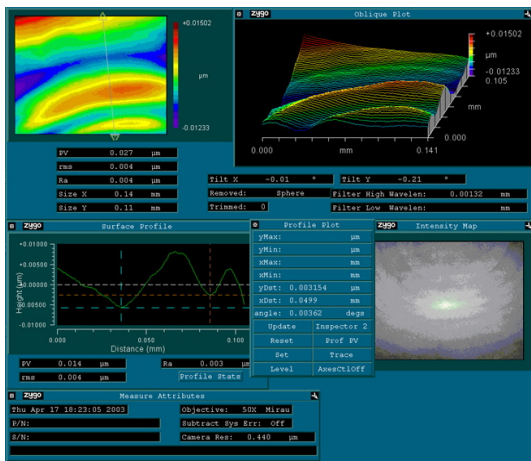 zygo Oblique Plot
+0.01502
µm
-0.01233
+0.01502
µm
-0.01233
0.105
mm
0.000
0.000 mm 0.141
PV 0.027 µm
rms 0.004 µm
Ra 0.004 µm
Size X 0.14 mm
Size Y 0.11 mm
Tilt X -0.01 °
Tilt Y -0.21 °
Removed: Sphere
Filter High Wavelen: 0.00132 mm
Trimmed: 0
Filter Low Wavelen: mm
zygo Surface Profile
Height (µm)
+0.01000
+0.00500
0.00000
-0.00500
-0.01000
0.000 0.050 0.100
Distance (mm)
PV 0.014 µm
Ra 0.003 µm
rms 0.004 µm
Profile Stats
Profile Plot
yMax: µm
yMin: µm
xMax: mm
xMin: mm
yDst: 0.003154 µm
xDst: 0.0499 mm
angle: 0.00362 degs
Update Inspector 2
Reset Prof PV
Set Trace
Level AxesCtlOff
zygo Intensity Map
zygo Measure Attributes
Thu Apr 17 18:23:05 2003
Objective: 50X Mirau
P/N:
Subtract Sys Err: Off
S/N:
Camera Res: 0.440 µm